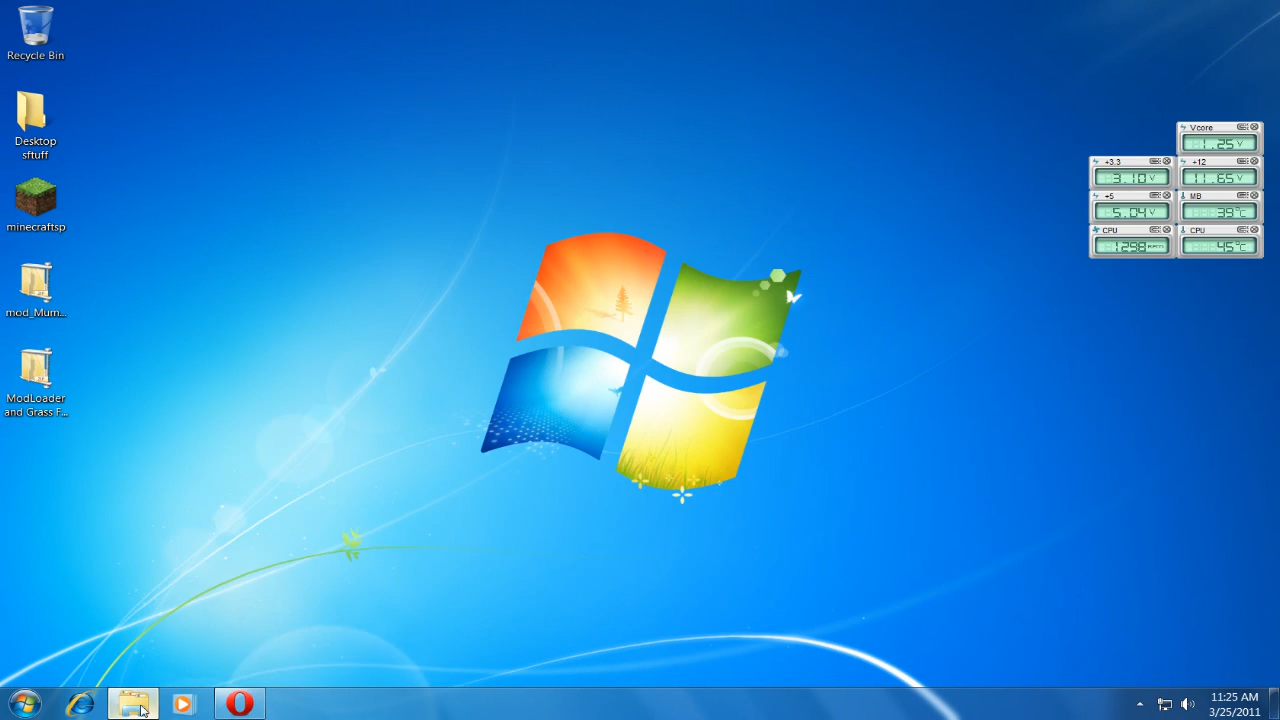 Recycle Bin
Desktop
sftuff
minecraftsp
mod_Mum...
ModLoader
and Grass F...
Vcore
1.25 V
+3.3
3.10 V
+12
11.65 V
+5
5.04 V
MB
39°C
CPU
1298 RPM
CPU
45°C
11:25 AM
3/25/2011